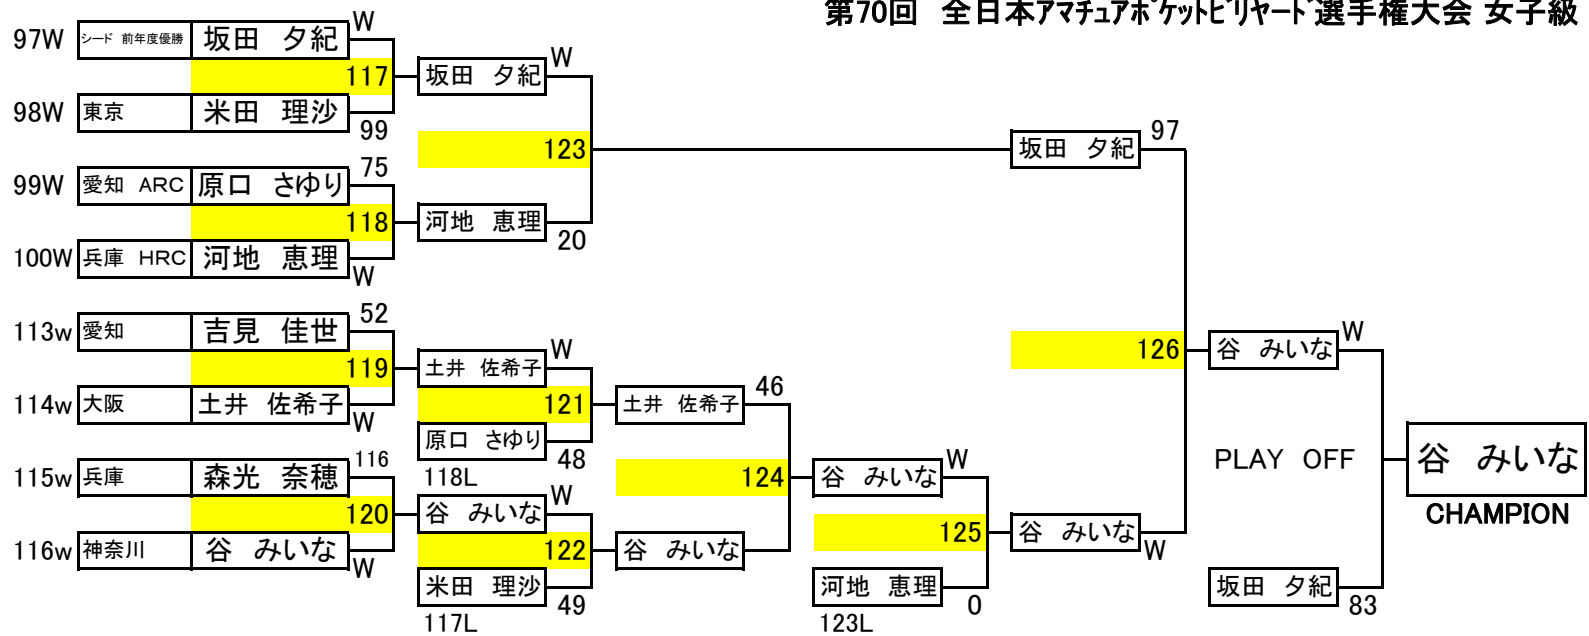 第70回 全日本アマチュアポケットビリヤード選手権大会 女子級
97W シード 前年度優勝 坂田 夕紀 W
117 坂田 夕紀 W
98W 東京 米田 理沙 99
123 坂田 夕紀 97
99W 愛知 ARC 原口 さゆり 75
118 河地 恵理 20
100W 兵庫 HRC 河地 恵理 W
113w 愛知 吉見 佳世 52
126 谷 みいな W
119 土井 佐希子 W
114w 大阪 土井 佐希子 W
121 土井 佐希子 46
原口 さゆり 48
118L
115w 兵庫 森光 奈穂 116
124 谷 みいな W
PLAY OFF 谷 みいな
CHAMPION
120 谷 みいな W
116w 神奈川 谷 みいな W
122 谷 みいな
125 谷 みいな W
米田 理沙 49
117L
河地 恵理 0
123L
坂田 夕紀 83